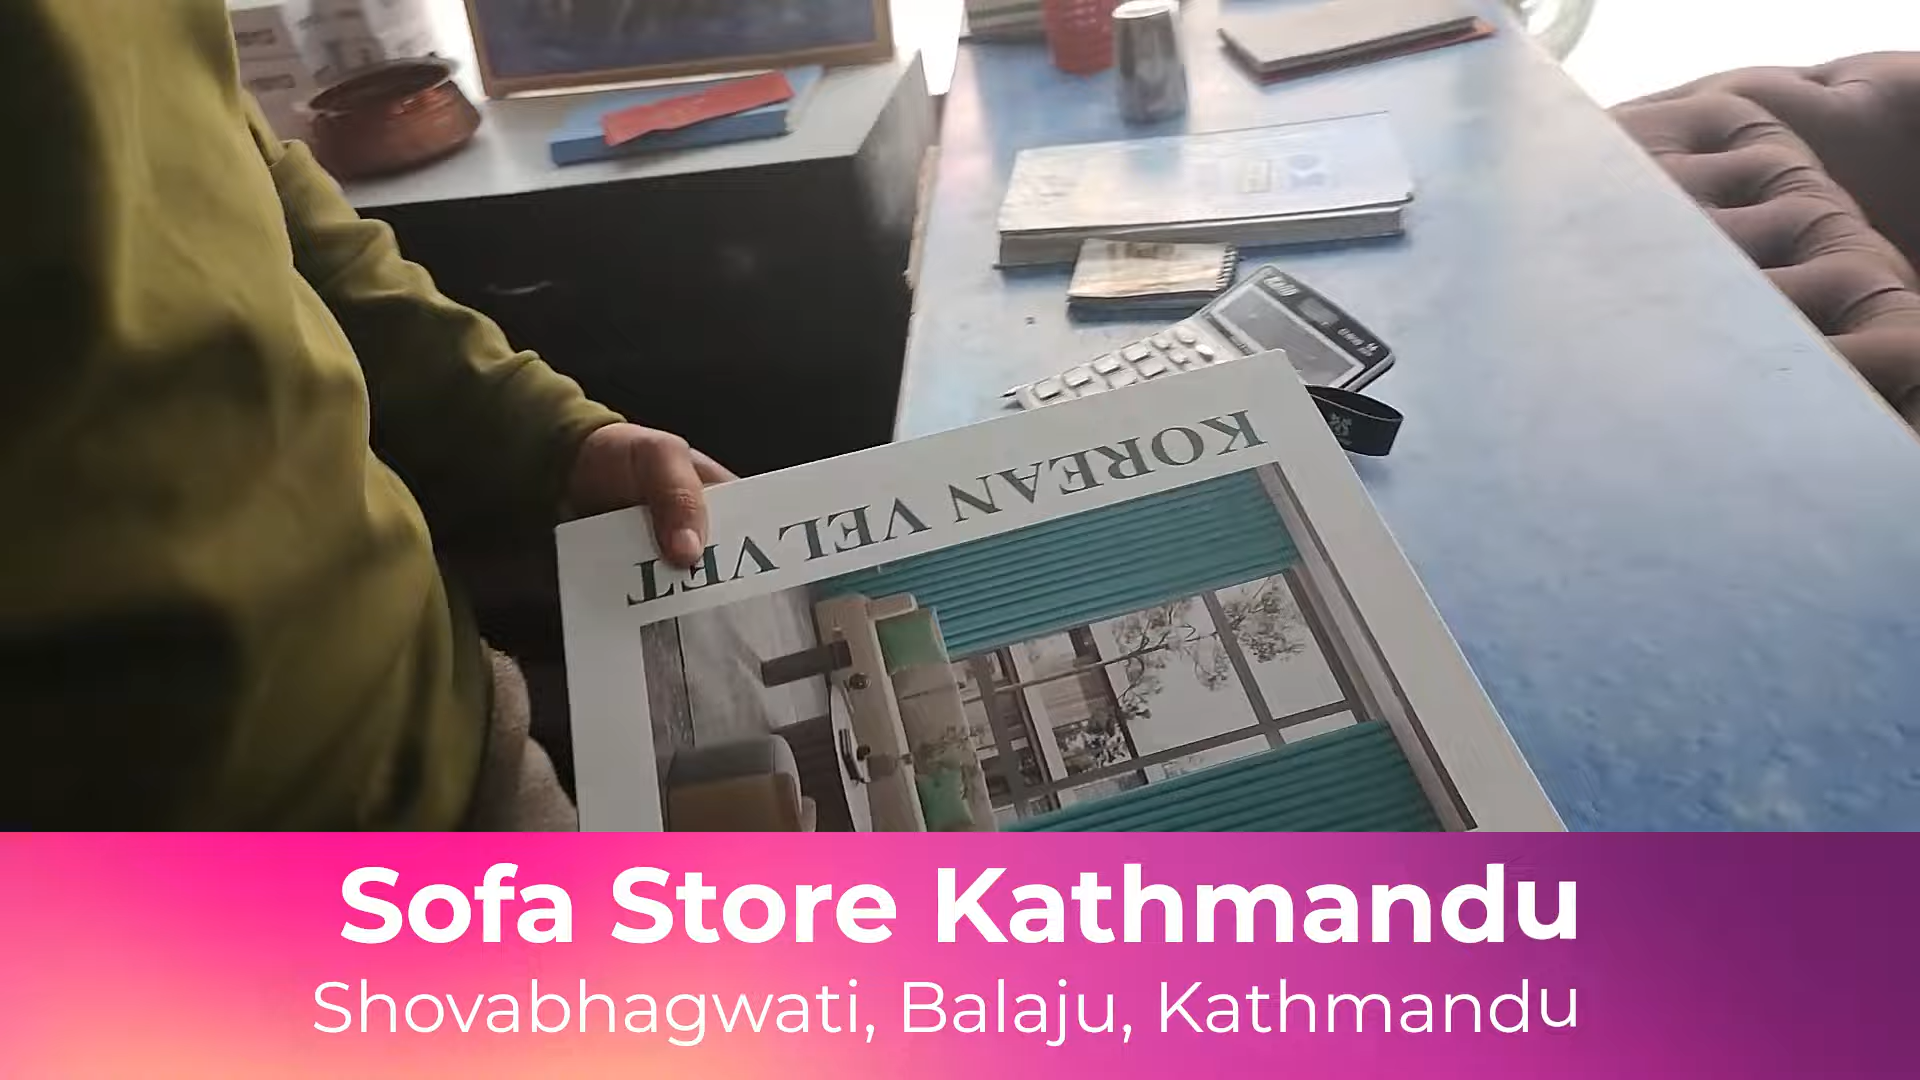 KOREAN VELVET
Sofa Store Kathmandu
Shovabhagwati, Balaju, Kathmandu